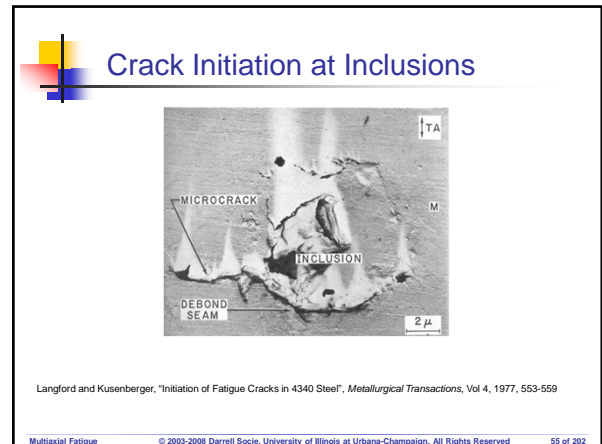 Crack Initiation at Inclusions
TA
MICROCRACK
M
INCLUSION
DEBOND
SEAM
2 μ
Langford and Kusenberger, “Initiation of Fatigue Cracks in 4340 Steel”, Metallurgical Transactions, Vol 4, 1977, 553-559
Multiaxial Fatigue © 2003-2008 Darrell Socie, University of Illinois at Urbana-Champaign, All Rights Reserved 55 of 202